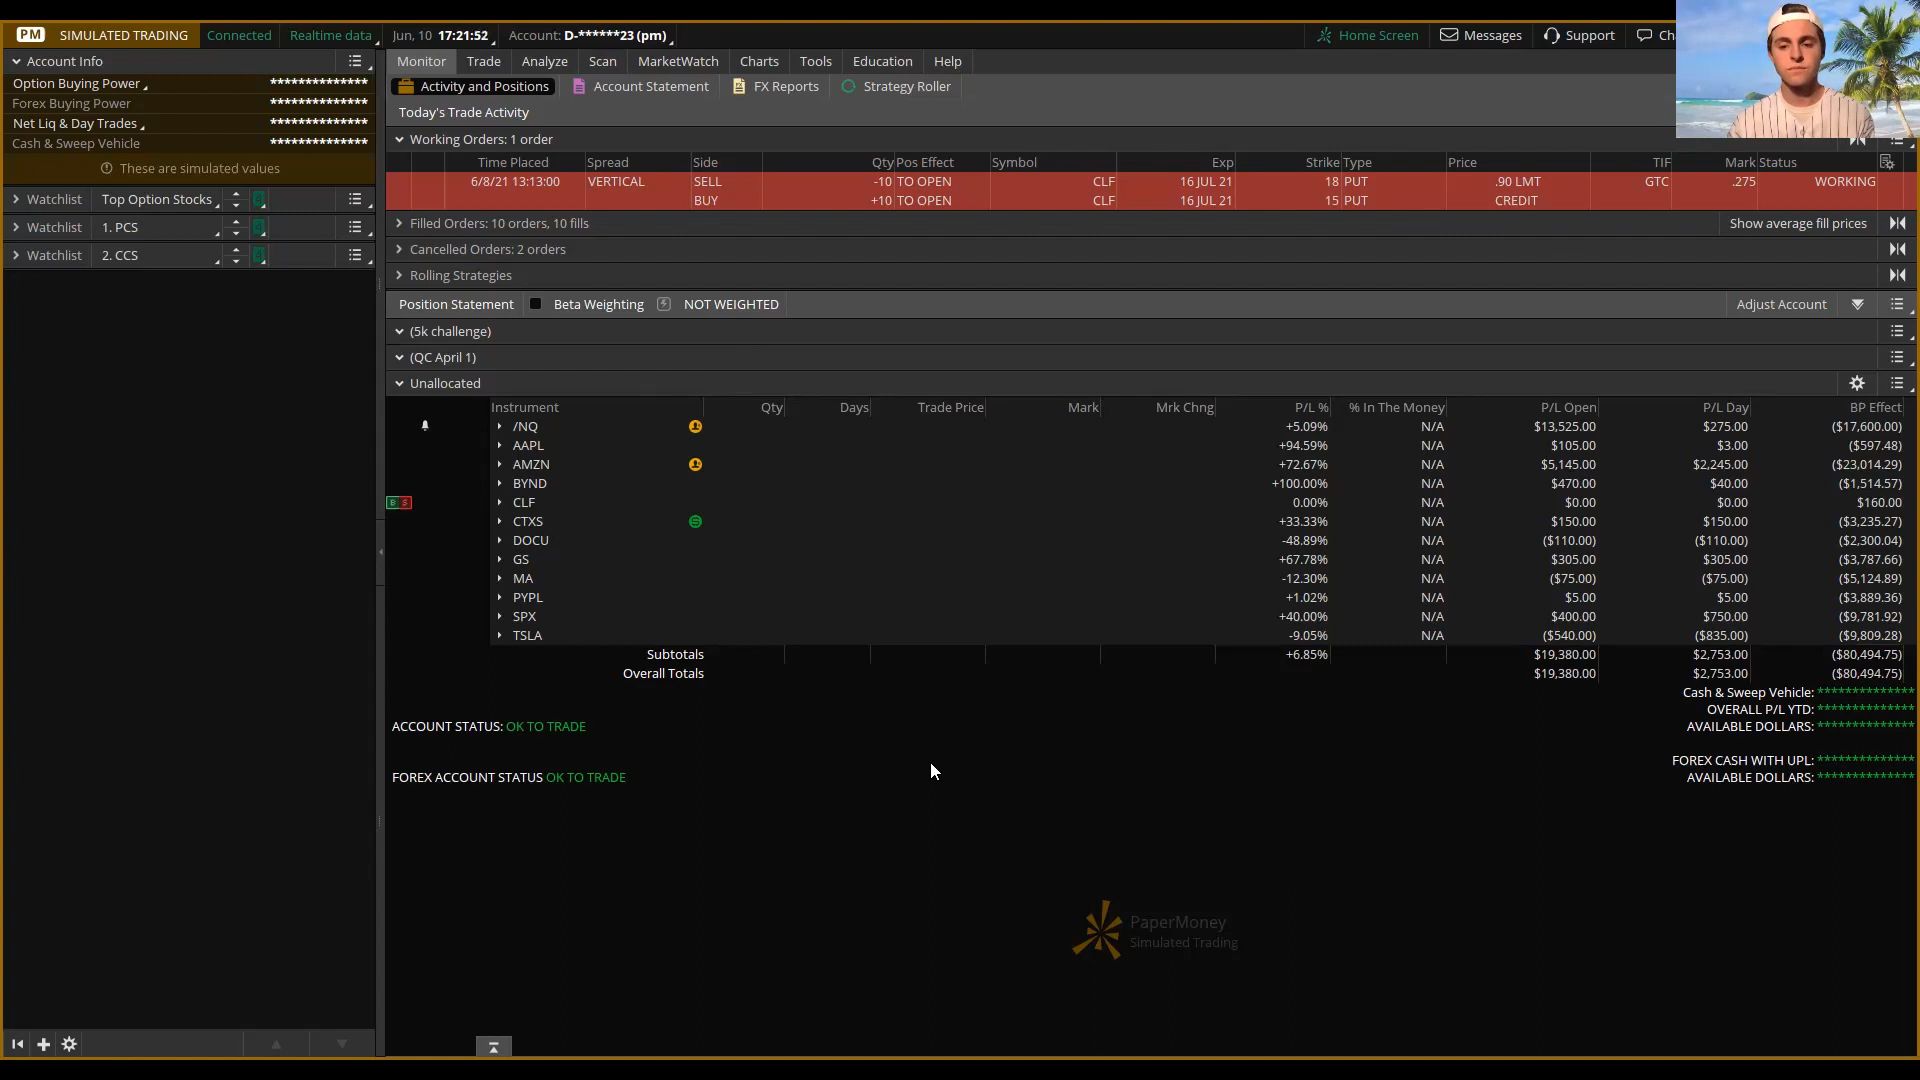 PM SIMULATED TRADING Connected Realtime data Jun, 10 17:21:52 Account: D-******23 (pm) Home Screen Messages Support Ch
Account Info
Option Buying Power **************
Forex Buying Power **************
Net Liq & Day Trades **************
Cash & Sweep Vehicle **************
These are simulated values
Watchlist Top Option Stocks
Watchlist 1. PCS
Watchlist 2. CCS
Monitor Trade Analyze Scan MarketWatch Charts Tools Education Help
Activity and Positions Account Statement FX Reports Strategy Roller
Today's Trade Activity
Working Orders: 1 order
Time Placed Spread Side Qty Pos Effect Symbol Exp Strike Type Price TIF Mark Status
6/8/21 13:13:00 VERTICAL SELL -10 TO OPEN CLF 16 JUL 21 18 PUT .90 LMT GTC .275 WORKING
BUY +10 TO OPEN CLF 16 JUL 21 15 PUT CREDIT
Filled Orders: 10 orders, 10 fills Show average fill prices
Cancelled Orders: 2 orders
Rolling Strategies
Position Statement Beta Weighting NOT WEIGHTED Adjust Account
(5k challenge)
(QC April 1)
Unallocated
Instrument Qty Days Trade Price Mark Mrk Chng P/L % % In The Money P/L Open P/L Day BP Effect
/NQ +5.09% N/A $13,525.00 $275.00 ($17,600.00)
AAPL +94.59% N/A $105.00 $3.00 ($597.48)
AMZN +72.67% N/A $5,145.00 $2,245.00 ($23,014.29)
BYND +100.00% N/A $470.00 $40.00 ($1,514.57)
B S CLF 0.00% N/A $0.00 $0.00 $160.00
CTXS +33.33% N/A $150.00 $150.00 ($3,235.27)
DOCU -48.89% N/A ($110.00) ($110.00) ($2,300.04)
GS +67.78% N/A $305.00 $305.00 ($3,787.66)
MA -12.30% N/A ($75.00) ($75.00) ($5,124.89)
PYPL +1.02% N/A $5.00 $5.00 ($3,889.36)
SPX +40.00% N/A $400.00 $750.00 ($9,781.92)
TSLA -9.05% N/A ($540.00) ($835.00) ($9,809.28)
Subtotals +6.85% $19,380.00 $2,753.00 ($80,494.75)
Overall Totals $19,380.00 $2,753.00 ($80,494.75)
Cash & Sweep Vehicle: **************
OVERALL P/L YTD: **************
ACCOUNT STATUS: OK TO TRADE AVAILABLE DOLLARS: **************
FOREX CASH WITH UPL: **************
FOREX ACCOUNT STATUS OK TO TRADE AVAILABLE DOLLARS: **************
PaperMoney
Simulated Trading